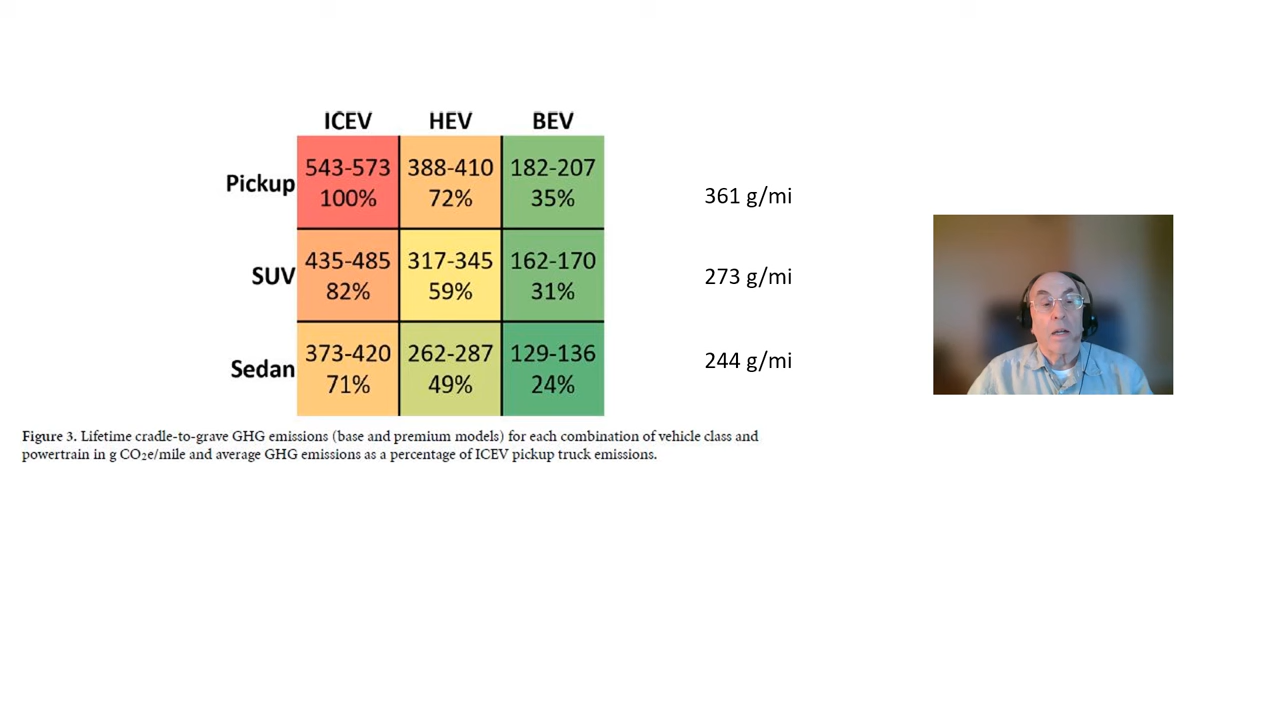 ICEV HEV BEV
Pickup 543-573 388-410 182-207
100% 72% 35%
361 g/mi
SUV 435-485 317-345 162-170
82% 59% 31%
273 g/mi
Sedan 373-420 262-287 129-136
71% 49% 24%
244 g/mi
Figure 3. Lifetime cradle-to-grave GHG emissions (base and premium models) for each combination of vehicle class and
powertrain in g CO2e/mile and average GHG emissions as a percentage of ICEV pickup truck emissions.